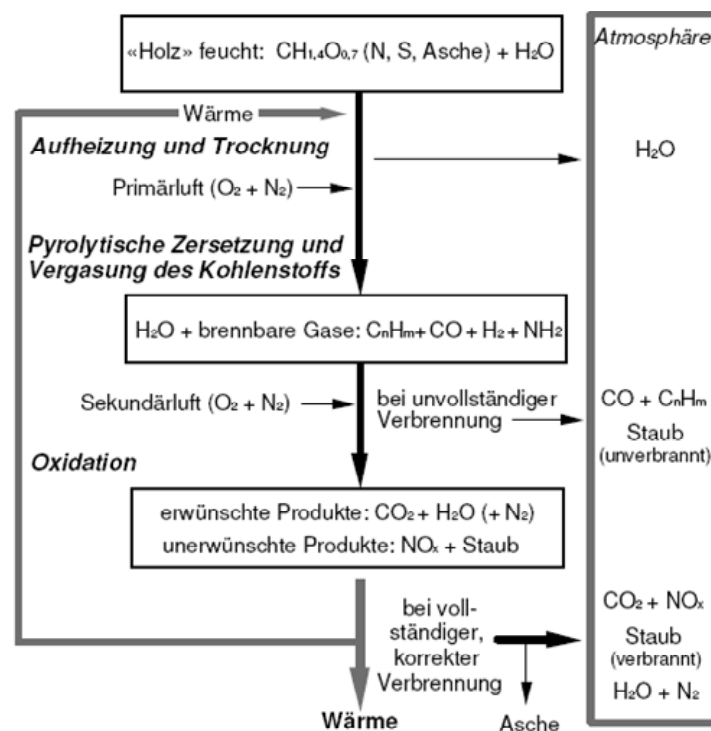 «Holz» feucht: CH₁,₄O₀,₇ (N, S, Asche) + H₂O
Atmosphäre
Wärme
Aufheizung und Trocknung
H₂O
Primärluft (O₂ + N₂)
Pyrolytische Zersetzung und
Vergasung des Kohlenstoffs
H₂O + brennbare Gase: CₙHₘ+ CO + H₂ + NH₂
Sekundärluft (O₂ + N₂)
bei unvollständiger
Verbrennung
CO + CₙHₘ
Staub
(unverbrannt)
Oxidation
erwünschte Produkte: CO₂ + H₂O (+ N₂)
unerwünschte Produkte: NOₓ + Staub
bei voll-
ständiger,
korrekter
Verbrennung
CO₂ + NOₓ
Staub
(verbrannt)
H₂O + N₂
Wärme
Asche